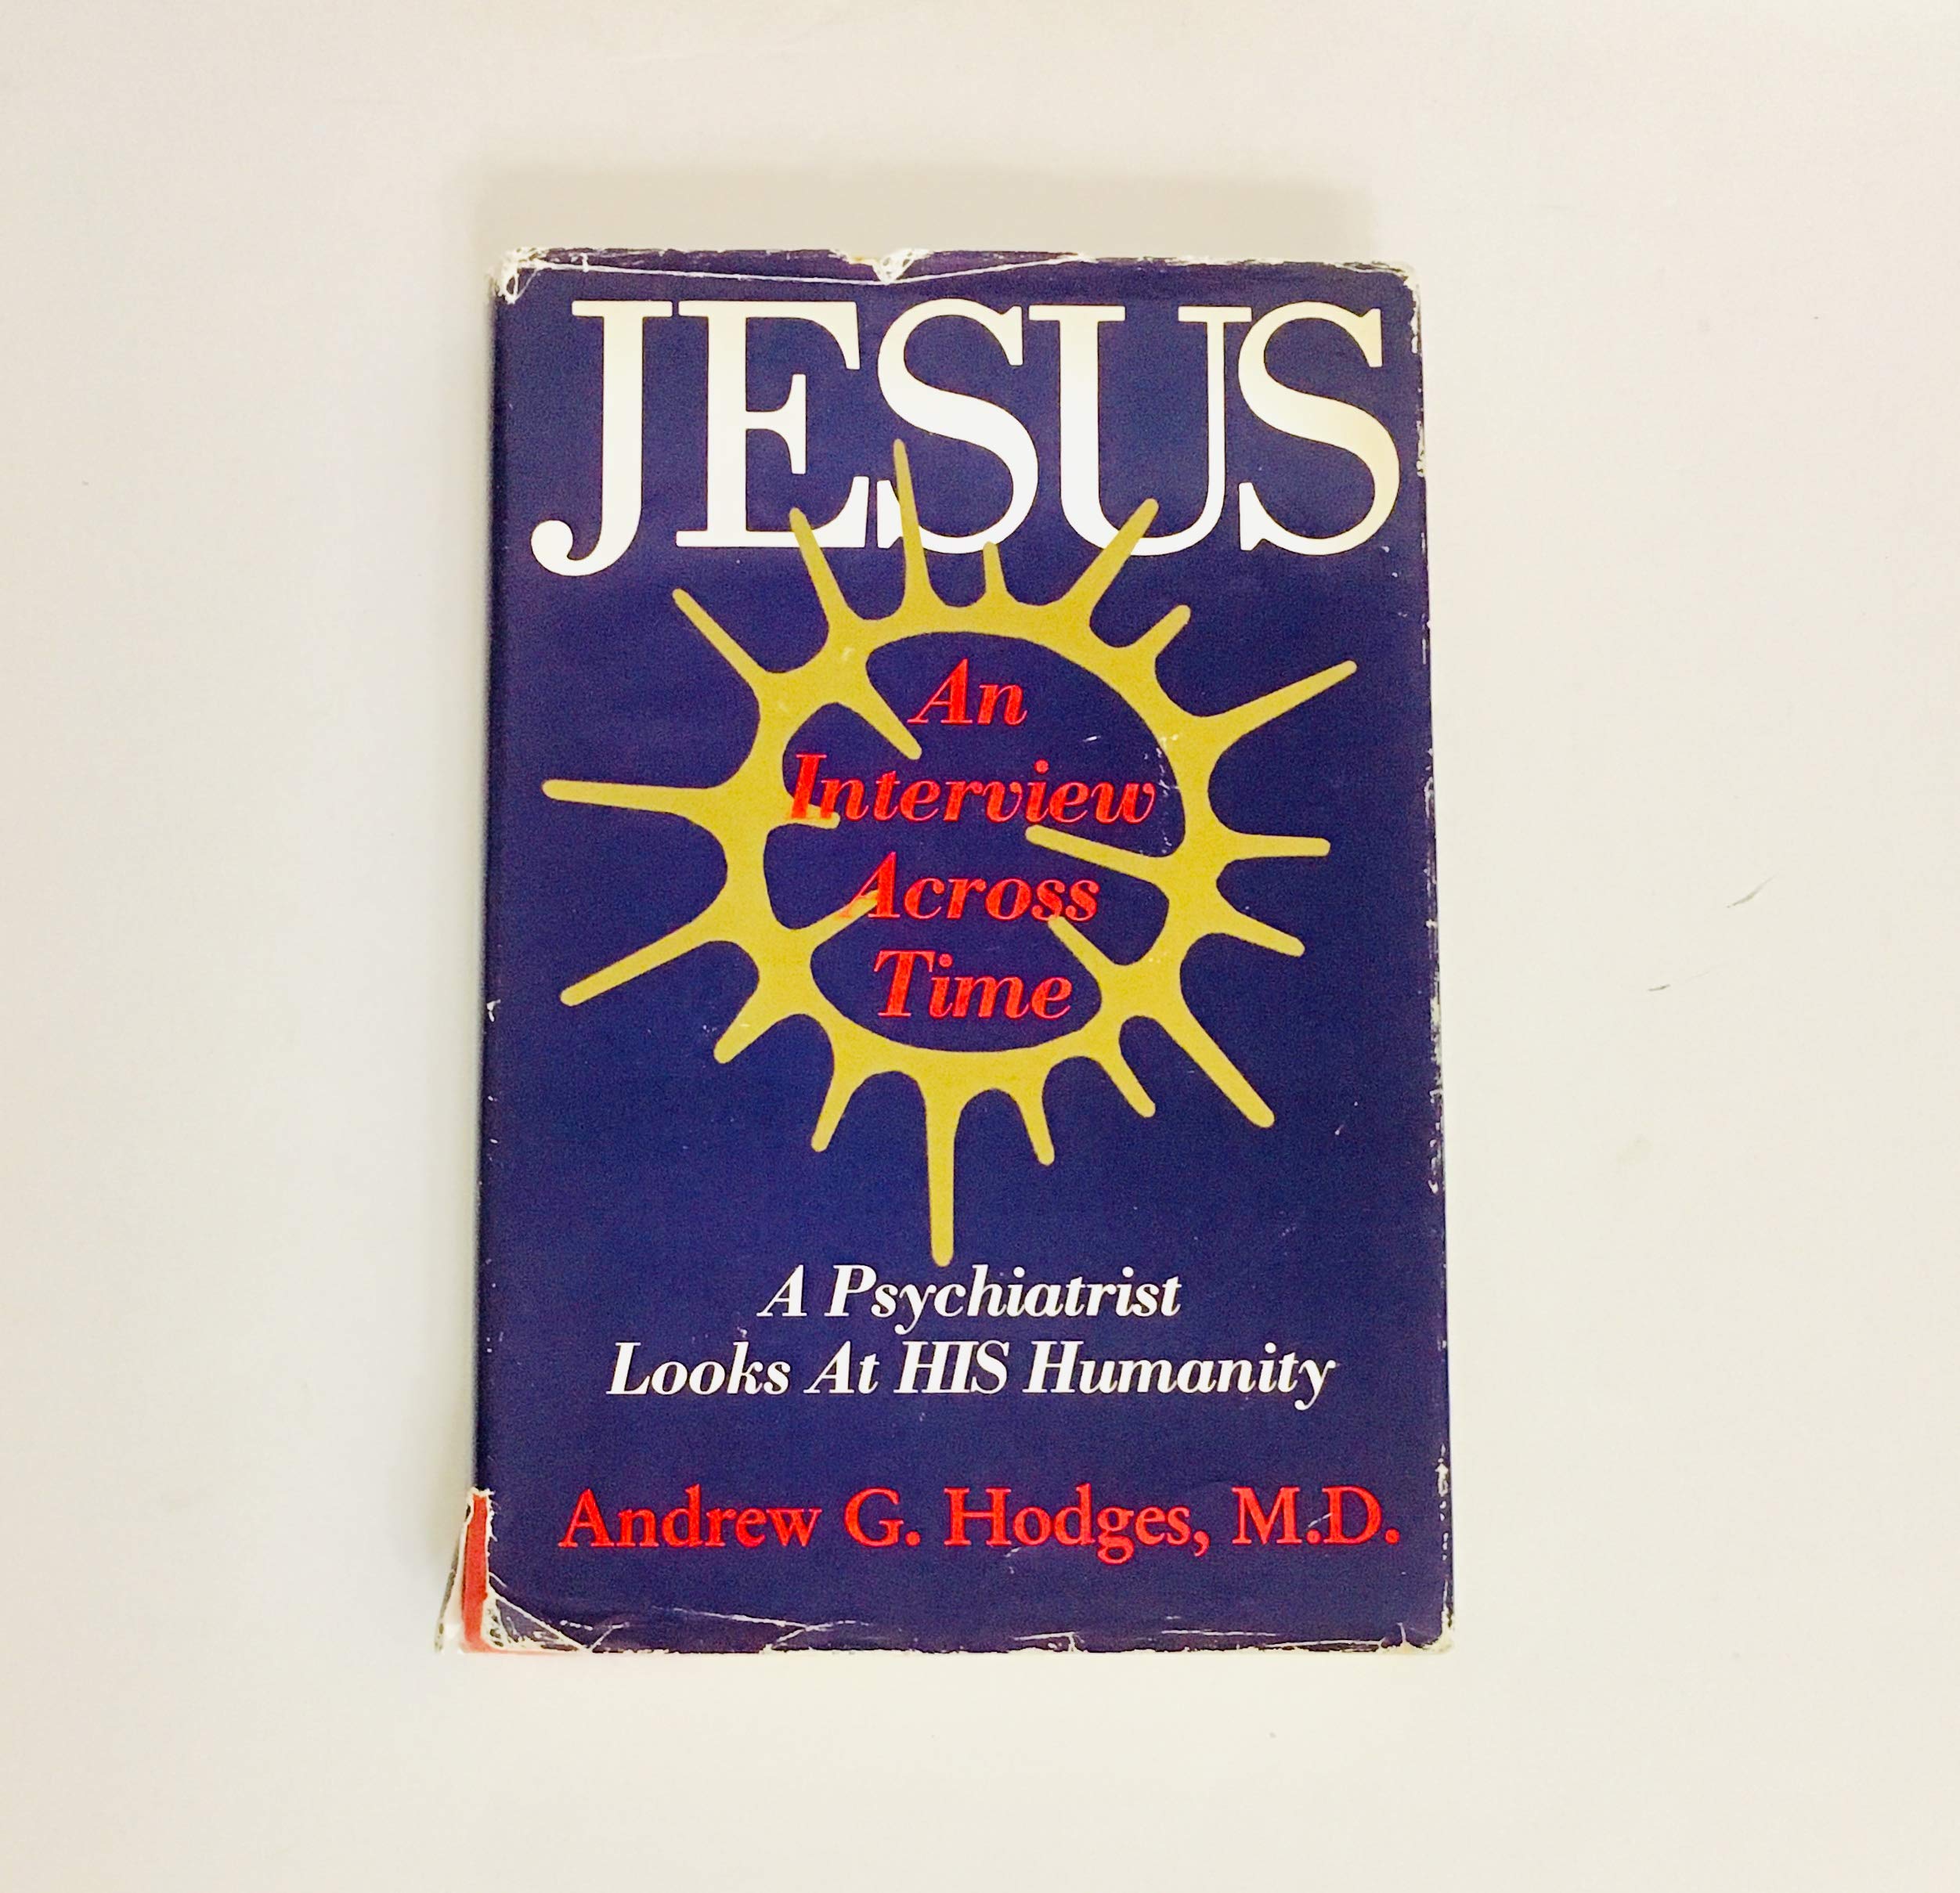 JESUS
An
Interview
Across
Time
A Psychiatrist
Looks At HIS Humanity
Andrew G. Hodges, M.D.